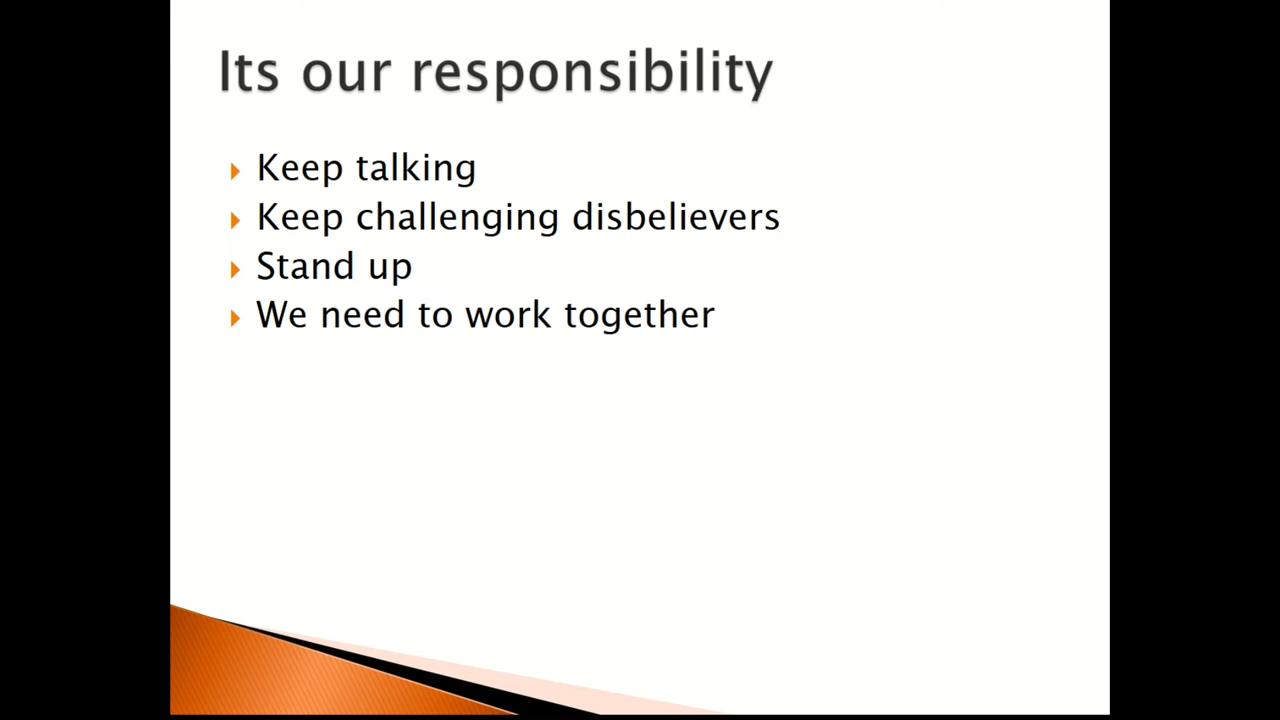 Its our responsibility
Keep talking
Keep challenging disbelievers
Stand up
We need to work together